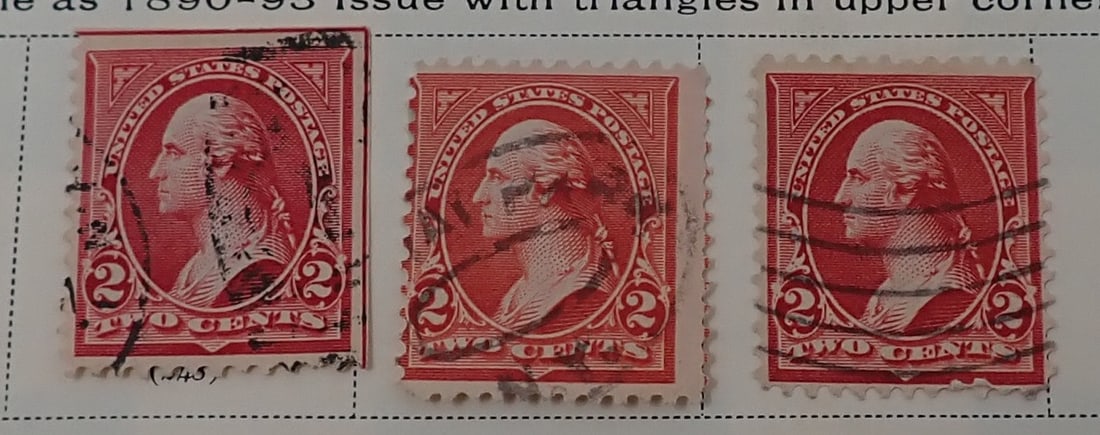 ne as 1890-93 issue with triangles in upper corne
UNITED STATES POSTAGE
2 2
TWO CENTS
UNITED STATES POSTAGE
2 2
TWO CENTS
UNITED STATES POSTAGE
2 2
TWO CENTS